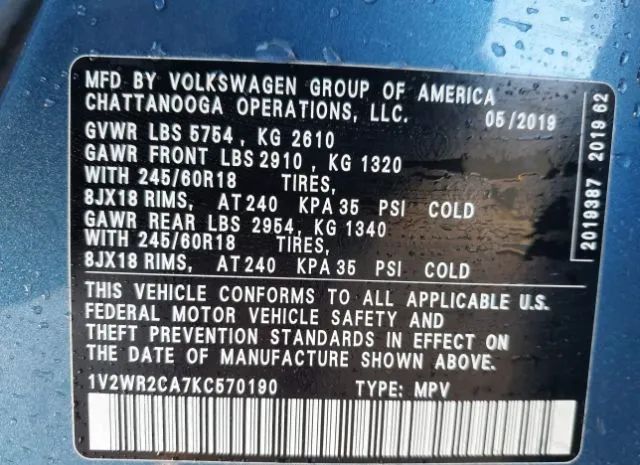 MFD BY VOLKSWAGEN GROUP OF AMERICA
CHATTANOOGA OPERATIONS, LLC. 05/2019
GVWR LBS 5754 , KG 2610
GAWR FRONT LBS 2910 , KG 1320
WITH 245/60R18 TIRES,
8JX18 RIMS, AT 240 KPA 35 PSI COLD
GAWR REAR LBS 2954, KG 1340
WITH 245/60R18 TIRES,
8JX18 RIMS, AT 240 KPA 35 PSI COLD
THIS VEHICLE CONFORMS TO ALL APPLICABLE U.S.
FEDERAL MOTOR VEHICLE SAFETY AND
THEFT PREVENTION STANDARDS IN EFFECT ON
THE DATE OF MANUFACTURE SHOWN ABOVE.
1V2WR2CA7KC570190 TYPE: MPV
2019387 2019 62